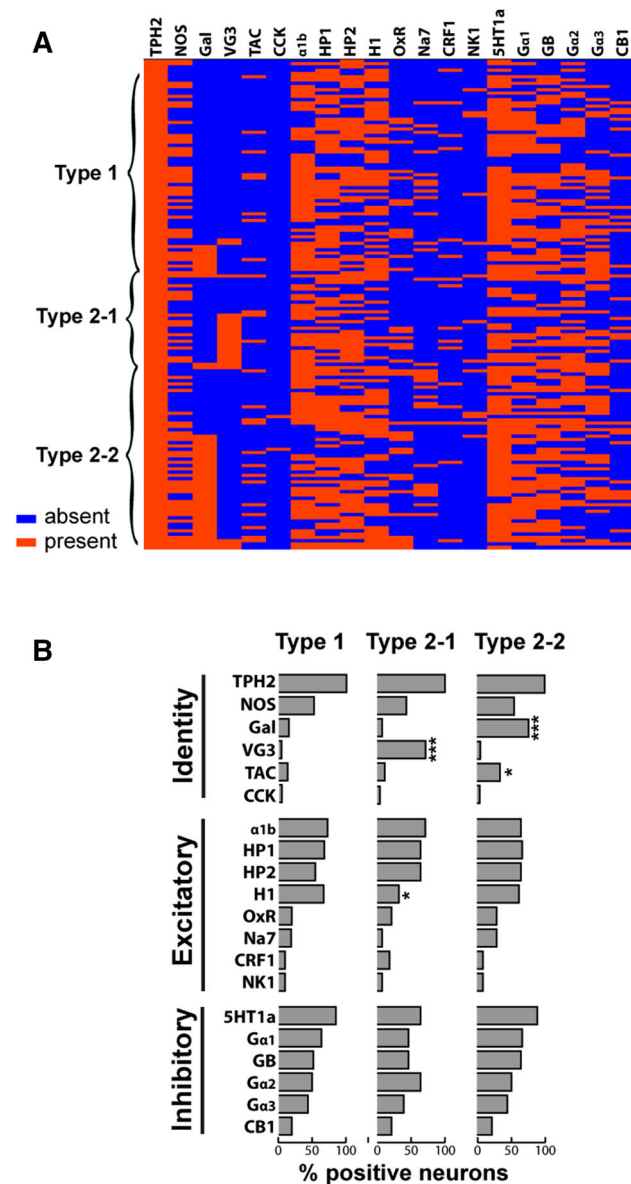 A
TPH2 NOS Gal VG3 TAC CCK α1b HP1 HP2 H1 OxR Na7 CRF1 NK1 5HT1a Gα1 GB Gα2 Gα3 CB1
Type 1
Type 2-1
Type 2-2
absent
present
B
Type 1 Type 2-1 Type 2-2
Identity
TPH2
NOS
Gal ***
VG3 ***
TAC *
CCK
Excitatory
α1b
HP1
HP2
H1 *
OxR
Na7
CRF1
NK1
Inhibitory
5HT1a
Gα1
GB
Gα2
Gα3
CB1
0 50 100 50 100 0 50 100
% positive neurons